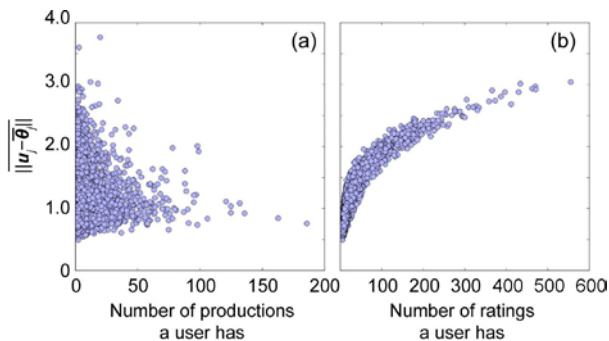 4.0
(a)
(b)
3.0
2.0
1.0
0
||u_j−θ̄_j||
0 50 100 150 200
100 200 300 400 500 600
Number of productions
a user has
Number of ratings
a user has